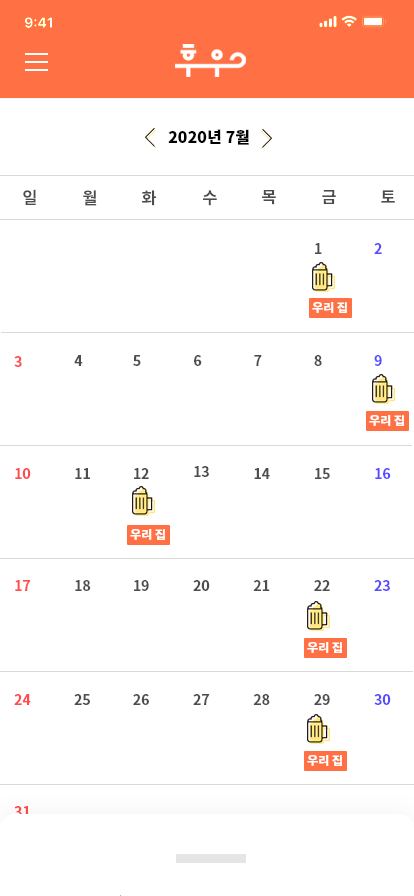 9:41
후우
2020년 7월
일 월 화 수 목 금 토
1 2
우리 집
3 4 5 6 7 8 9
우리 집
10 11 12 13 14 15 16
우리 집
17 18 19 20 21 22 23
우리 집
24 25 26 27 28 29 30
우리 집
31